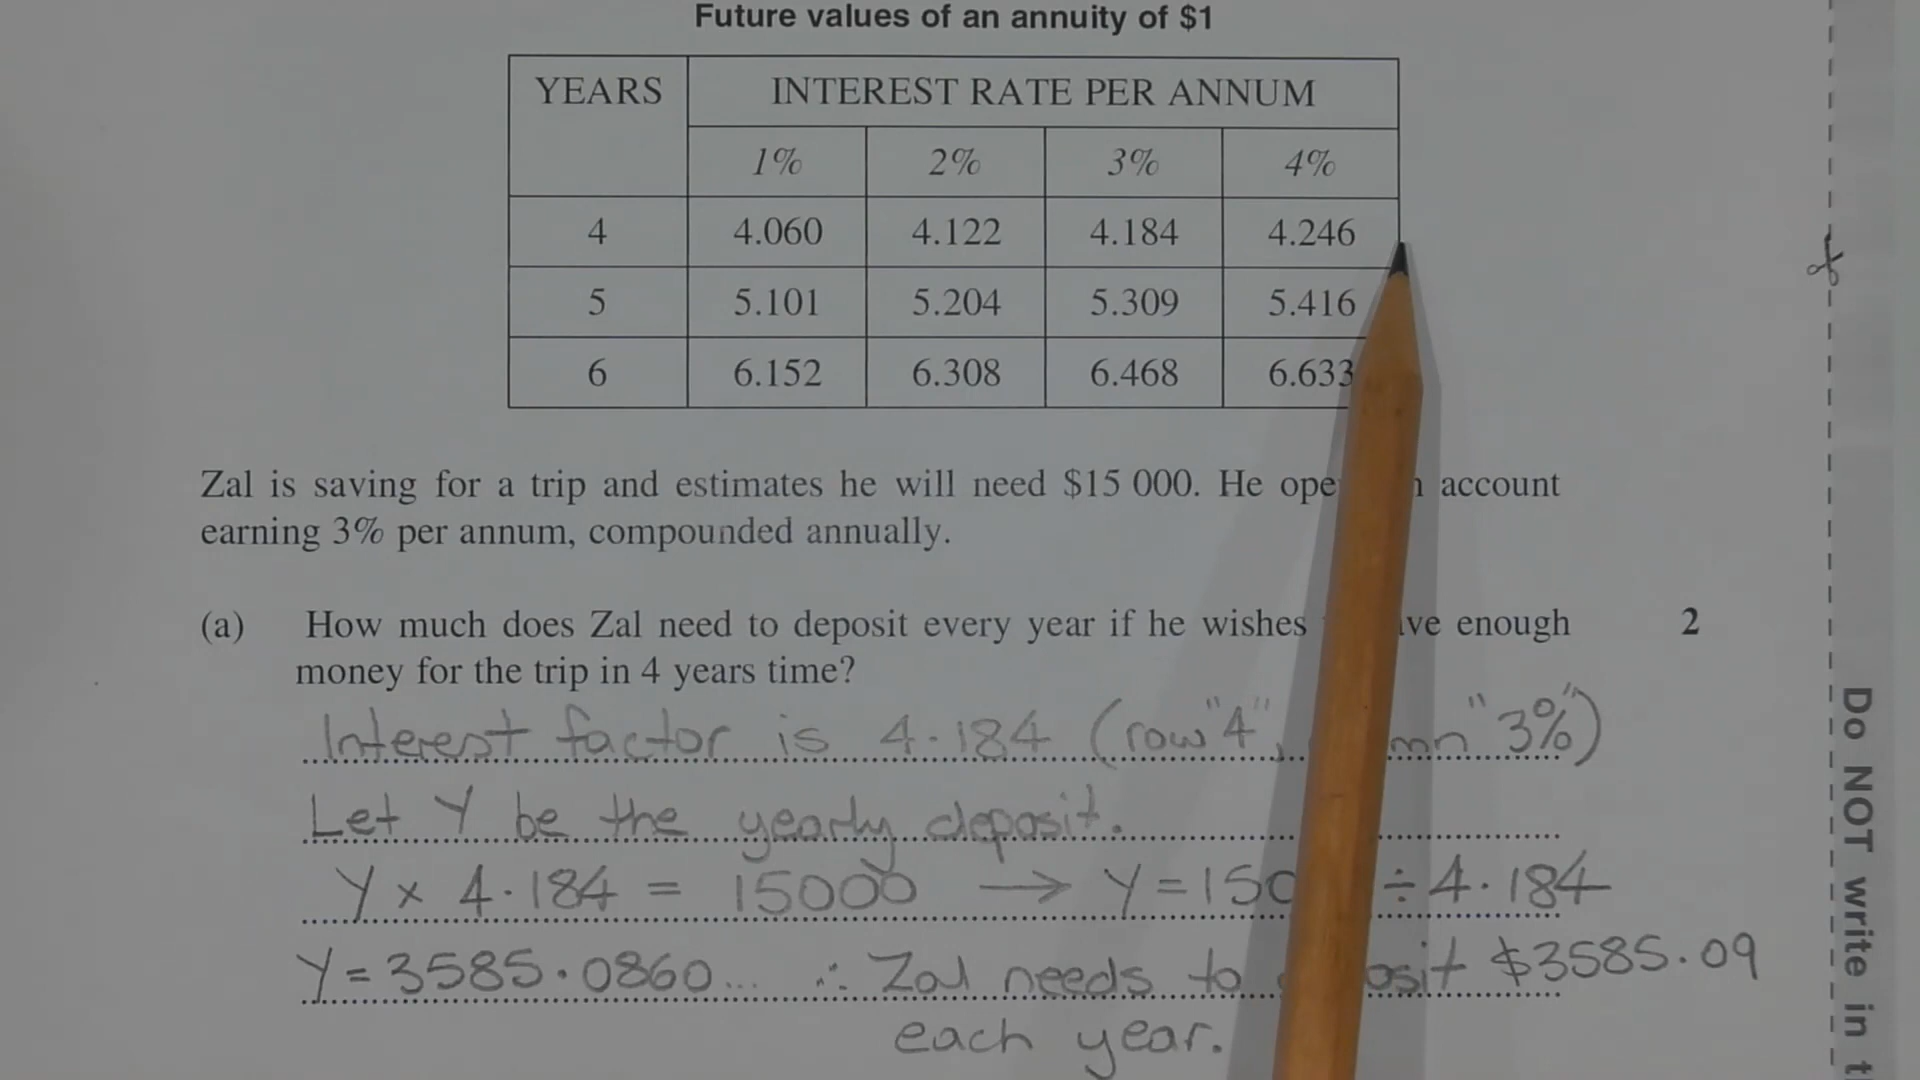 Future values of an annuity of $1
YEARS INTEREST RATE PER ANNUM
1% 2% 3% 4%
4 4.060 4.122 4.184 4.246
5 5.101 5.204 5.309 5.416
6 6.152 6.308 6.468 6.633
Zal is saving for a trip and estimates he will need $15 000. He account
earning 3% per annum, compounded annually.
(a) How much does Zal need to deposit every year if he wishes enough 2
money for the trip in 4 years time?
Interest factor is 4.184 (row "4", "3%")
Let Y be the yearly deposit.
Y × 4.184 = 15000 → Y = ÷ 4.184
Y = 3585.0860... ∴ Zal needs to $3585.09
each year.
Do NOT write in